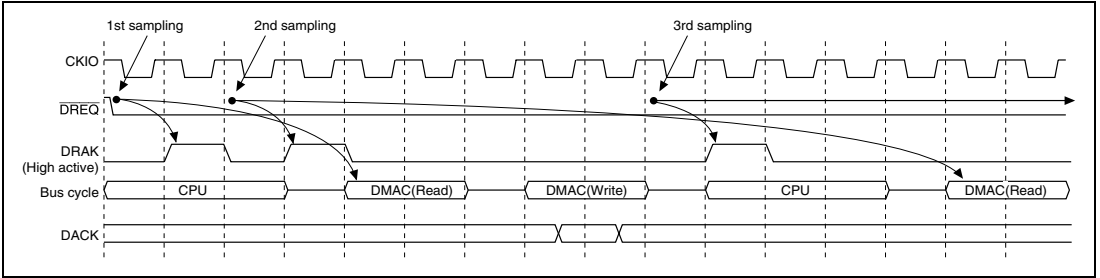 1st sampling 2nd sampling 3rd sampling
CKIO
DREQ
DRAK
(High active)
Bus cycle CPU DMAC(Read) DMAC(Write) CPU DMAC(Read)
DACK